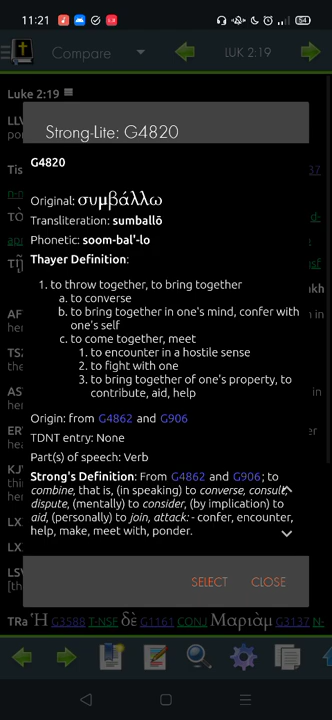 11:21
54
Compare
LUK 2:19
Luke 2:19
Strong-Lite: G4820
G4820
Original: συμβάλλω
Transliteration: sumballō
Phonetic: soom-bal'-lo
Thayer Definition:
1. to throw together, to bring together
a. to converse
b. to bring together in one's mind, confer with
one's self
c. to come together, meet
1. to encounter in a hostile sense
2. to fight with one
3. to bring together of one's property, to
contribute, aid, help
Origin: from G4862 and G906
TDNT entry: None
Part(s) of speech: Verb
Strong's Definition: From G4862 and G906; to
combine, that is, (in speaking) to converse, consult,
dispute, (mentally) to consider, (by implication) to
aid, (personally) to join, attack: - confer, encounter,
help, make, meet with, ponder.
SELECT
CLOSE
TRa Ἡ G3588 T-NSF δὲ G1161 CONJ Μαριὰμ G3137 N-